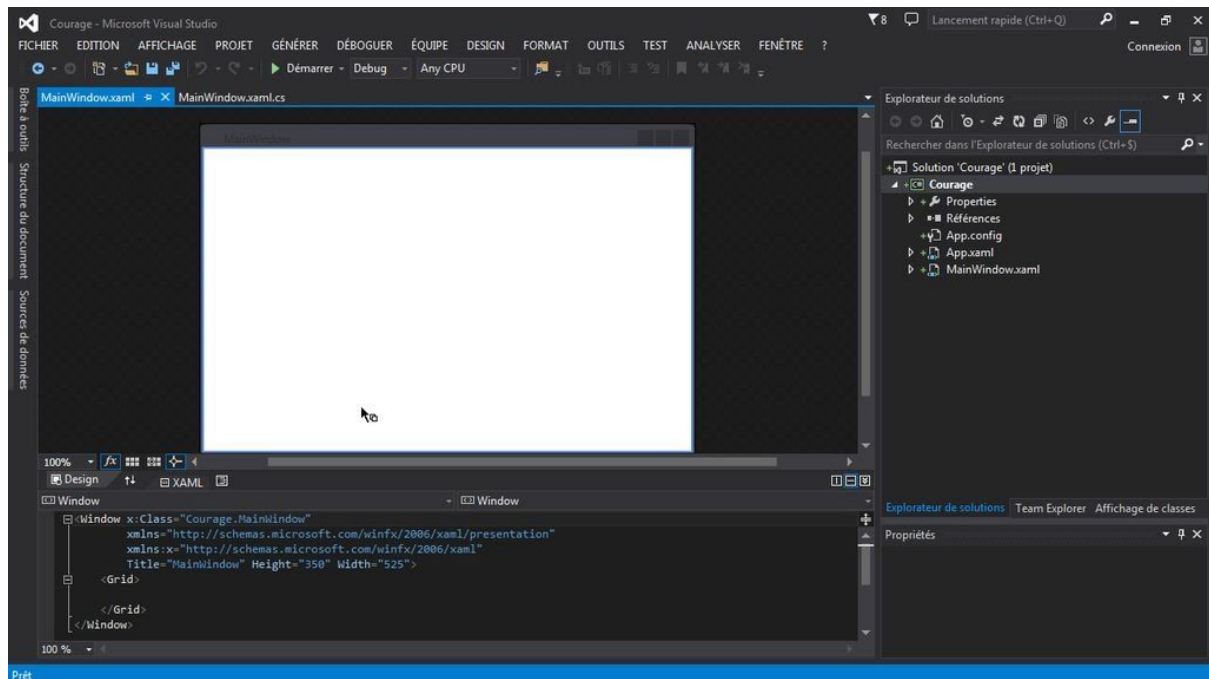 Courage - Microsoft Visual Studio
8 Lancement rapide (Ctrl+Q)
FICHIER EDITION AFFICHAGE PROJET GÉNÉRER DÉBOGUER ÉQUIPE DESIGN FORMAT OUTILS TEST ANALYSER FENÊTRE ?
Connexion
Démarrer Debug Any CPU
Boîte à outils
Structure du document
Sources de données
MainWindow.xaml MainWindow.xaml.cs
MainWindow
100% fx
Design XAML
Window Window
<Window x:Class="Courage.MainWindow"
xmlns="http://schemas.microsoft.com/winfx/2006/xaml/presentation"
xmlns:x="http://schemas.microsoft.com/winfx/2006/xaml"
Title="MainWindow" Height="350" Width="525">
<Grid>
</Grid>
</Window>
100 %
Explorateur de solutions
Rechercher dans l'Explorateur de solutions (Ctrl+$)
Solution 'Courage' (1 projet)
C# Courage
Properties
Références
App.config
App.xaml
MainWindow.xaml
Explorateur de solutions Team Explorer Affichage de classes
Propriétés
Prêt